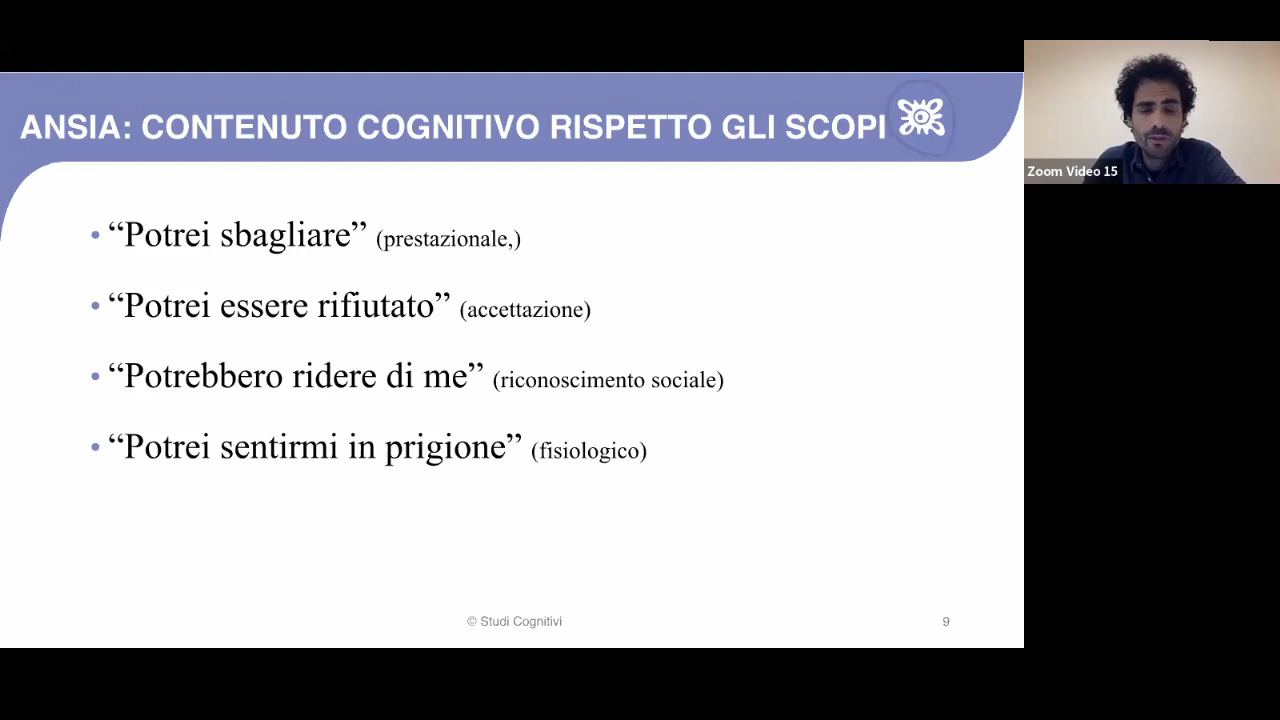 ANSIA: CONTENUTO COGNITIVO RISPETTO GLI SCOPI
Zoom Video 15
• “Potrei sbagliare” (prestazionale,)
• “Potrei essere rifiutato” (accettazione)
• “Potrebbero ridere di me” (riconoscimento sociale)
• “Potrei sentirmi in prigione” (fisiologico)
© Studi Cognitivi
9